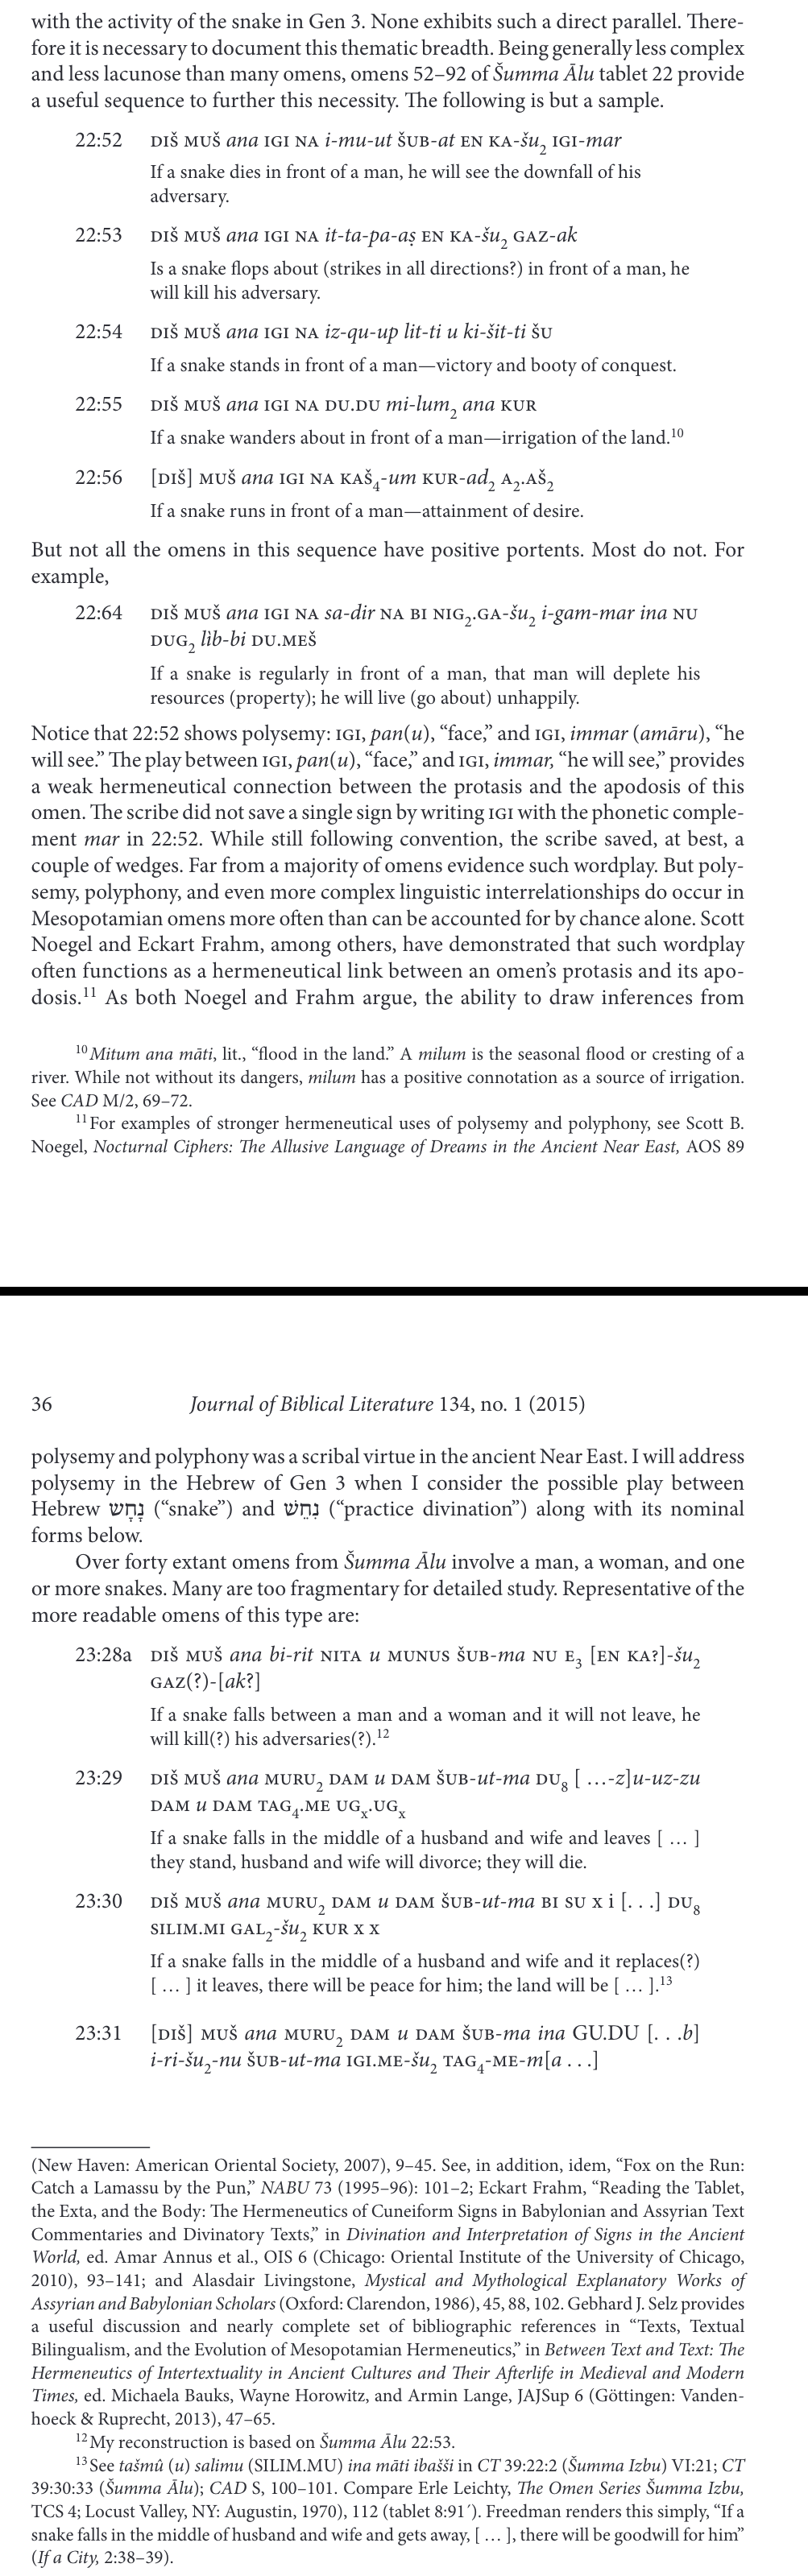 with the activity of the snake in Gen 3. None exhibits such a direct parallel. There-
fore it is necessary to document this thematic breadth. Being generally less complex
and less lacunose than many omens, omens 52–92 of Šumma Ālu tablet 22 provide
a useful sequence to further this necessity. The following is but a sample.
22:52 DIŠ MUŠ ana IGI NA i-mu-ut ŠUB-at EN KA-šu₂ IGI-mar
If a snake dies in front of a man, he will see the downfall of his
adversary.
22:53 DIŠ MUŠ ana IGI NA it-ta-pa-aṣ EN KA-šu₂ GAZ-ak
Is a snake flops about (strikes in all directions?) in front of a man, he
will kill his adversary.
22:54 DIŠ MUŠ ana IGI NA iz-qu-up lit-ti u ki-šit-ti ŠU
If a snake stands in front of a man—victory and booty of conquest.
22:55 DIŠ MUŠ ana IGI NA DU.DU mi-lum₂ ana KUR
If a snake wanders about in front of a man—irrigation of the land.¹⁰
22:56 [DIŠ] MUŠ ana IGI NA KAŠ₄-um KUR-ad₂ A₂.AŠ₂
If a snake runs in front of a man—attainment of desire.
But not all the omens in this sequence have positive portents. Most do not. For
example,
22:64 DIŠ MUŠ ana IGI NA sa-dir NA BI NIG₂.GA-šu₂ i-gam-mar ina NU
DUG₂ lìb-bi DU.MEŠ
If a snake is regularly in front of a man, that man will deplete his
resources (property); he will live (go about) unhappily.
Notice that 22:52 shows polysemy: IGI, pan(u), “face,” and IGI, immar (amāru), “he
will see.” The play between IGI, pan(u), “face,” and IGI, immar, “he will see,” provides
a weak hermeneutical connection between the protasis and the apodosis of this
omen. The scribe did not save a single sign by writing IGI with the phonetic comple-
ment mar in 22:52. While still following convention, the scribe saved, at best, a
couple of wedges. Far from a majority of omens evidence such wordplay. But poly-
semy, polyphony, and even more complex linguistic interrelationships do occur in
Mesopotamian omens more often than can be accounted for by chance alone. Scott
Noegel and Eckart Frahm, among others, have demonstrated that such wordplay
often functions as a hermeneutical link between an omen’s protasis and its apo-
dosis.¹¹ As both Noegel and Frahm argue, the ability to draw inferences from
¹⁰ Mitum ana māti, lit., “flood in the land.” A milum is the seasonal flood or cresting of a
river. While not without its dangers, milum has a positive connotation as a source of irrigation.
See CAD M/2, 69–72.
¹¹ For examples of stronger hermeneutical uses of polysemy and polyphony, see Scott B.
Noegel, Nocturnal Ciphers: The Allusive Language of Dreams in the Ancient Near East, AOS 89
36 Journal of Biblical Literature 134, no. 1 (2015)
polysemy and polyphony was a scribal virtue in the ancient Near East. I will address
polysemy in the Hebrew of Gen 3 when I consider the possible play between
Hebrew נָחָשׁ (“snake”) and נִחֵשׁ (“practice divination”) along with its nominal
forms below.
Over forty extant omens from Šumma Ālu involve a man, a woman, and one
or more snakes. Many are too fragmentary for detailed study. Representative of the
more readable omens of this type are:
23:28a DIŠ MUŠ ana bi-rit NITA u MUNUS ŠUB-ma NU E₃ [EN KA?]-šu₂
GAZ(?)-[ak?]
If a snake falls between a man and a woman and it will not leave, he
will kill(?) his adversaries(?).¹²
23:29 DIŠ MUŠ ana MURU₂ DAM u DAM ŠUB-ut-ma DU₈ [ …-z]u-uz-zu
DAM u DAM TAG₄.ME UGₓ.UGₓ
If a snake falls in the middle of a husband and wife and leaves [ … ]
they stand, husband and wife will divorce; they will die.
23:30 DIŠ MUŠ ana MURU₂ DAM u DAM ŠUB-ut-ma BI SU x i [. . .] DU₈
SILIM.MI GAL₂-šu₂ KUR x x
If a snake falls in the middle of a husband and wife and it replaces(?)
[ … ] it leaves, there will be peace for him; the land will be [ … ].¹³
23:31 [DIŠ] MUŠ ana MURU₂ DAM u DAM ŠUB-ma ina GU.DU [. . .b]
i-ri-šu₂-nu ŠUB-ut-ma IGI.ME-šu₂ TAG₄-ME-m[a . . .]
(New Haven: American Oriental Society, 2007), 9–45. See, in addition, idem, “Fox on the Run:
Catch a Lamassu by the Pun,” NABU 73 (1995–96): 101–2; Eckart Frahm, “Reading the Tablet,
the Exta, and the Body: The Hermeneutics of Cuneiform Signs in Babylonian and Assyrian Text
Commentaries and Divinatory Texts,” in Divination and Interpretation of Signs in the Ancient
World, ed. Amar Annus et al., OIS 6 (Chicago: Oriental Institute of the University of Chicago,
2010), 93–141; and Alasdair Livingstone, Mystical and Mythological Explanatory Works of
Assyrian and Babylonian Scholars (Oxford: Clarendon, 1986), 45, 88, 102. Gebhard J. Selz provides
a useful discussion and nearly complete set of bibliographic references in “Texts, Textual
Bilingualism, and the Evolution of Mesopotamian Hermeneutics,” in Between Text and Text: The
Hermeneutics of Intertextuality in Ancient Cultures and Their Afterlife in Medieval and Modern
Times, ed. Michaela Bauks, Wayne Horowitz, and Armin Lange, JAJSup 6 (Göttingen: Vanden-
hoeck & Ruprecht, 2013), 47–65.
¹² My reconstruction is based on Šumma Ālu 22:53.
¹³ See tašmû (u) salimu (SILIM.MU) ina māti ibašši in CT 39:22:2 (Šumma Izbu) VI:21; CT
39:30:33 (Šumma Ālu); CAD S, 100–101. Compare Erle Leichty, The Omen Series Šumma Izbu,
TCS 4; Locust Valley, NY: Augustin, 1970), 112 (tablet 8:91´). Freedman renders this simply, “If a
snake falls in the middle of husband and wife and gets away, [ … ], there will be goodwill for him”
(If a City, 2:38–39).